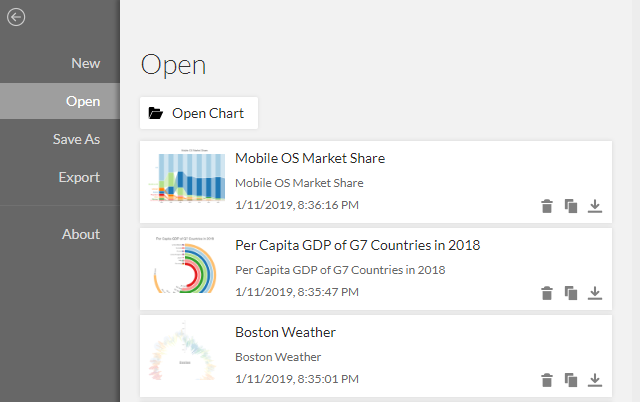 New
Open
Save As
Export
About
Open
Open Chart
Mobile OS Market Share
Mobile OS Market Share
1/11/2019, 8:36:16 PM
Per Capita GDP of G7 Countries in 2018
Per Capita GDP of G7 Countries in 2018
1/11/2019, 8:35:47 PM
Boston Weather
Boston Weather
1/11/2019, 8:35:01 PM